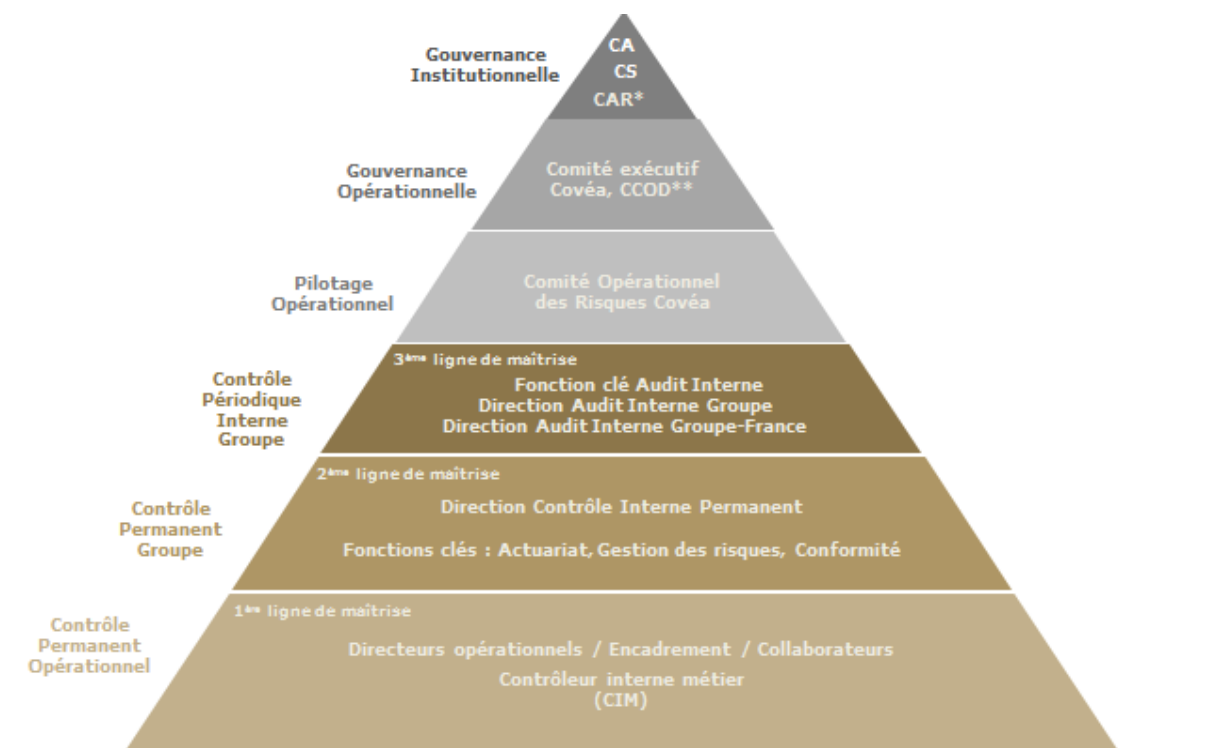 Gouvernance
Institutionnelle
CA
CS
CAR*
Gouvernance
Opérationnelle
Comité exécutif
Covéa, CCOD**
Pilotage
Opérationnel
Comité Opérationnel
des Risques Covéa
Contrôle
Périodique
Interne
Groupe
3ème ligne de maîtrise
Fonction clé Audit Interne
Direction Audit Interne Groupe
Direction Audit Interne Groupe-France
Contrôle
Permanent
Groupe
2ème ligne de maîtrise
Direction Contrôle Interne Permanent
Fonctions clés : Actuariat, Gestion des risques, Conformité
Contrôle
Permanent
Opérationnel
1ère ligne de maîtrise
Directeurs opérationnels / Encadrement / Collaborateurs
Contrôleur interne métier
(CIM)